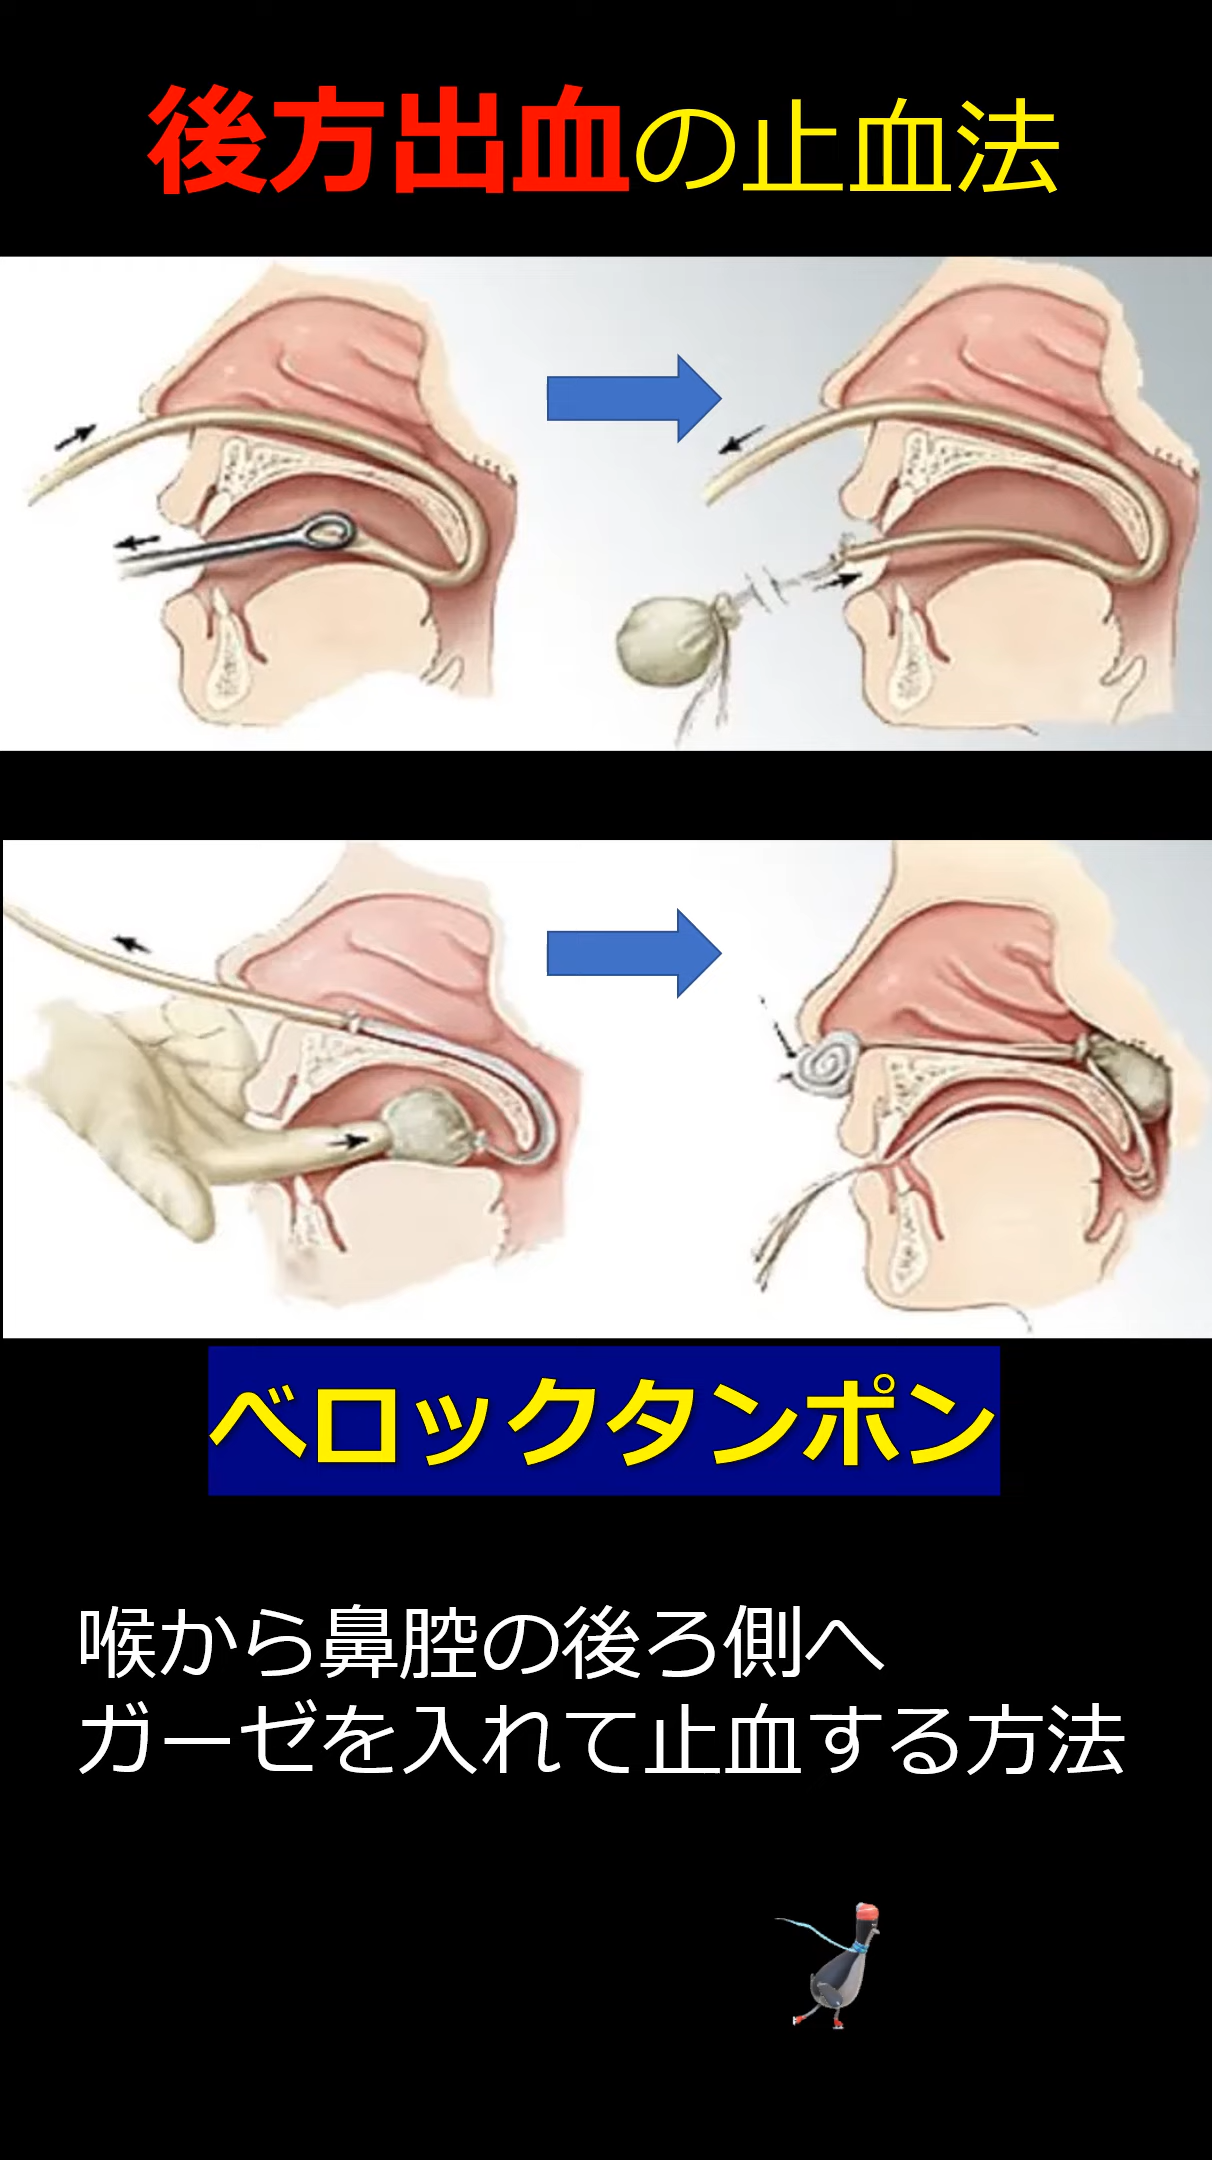 後方出血の止血法
ベロックタンポン
喉から鼻腔の後ろ側へ
ガーゼを入れて止血する方法